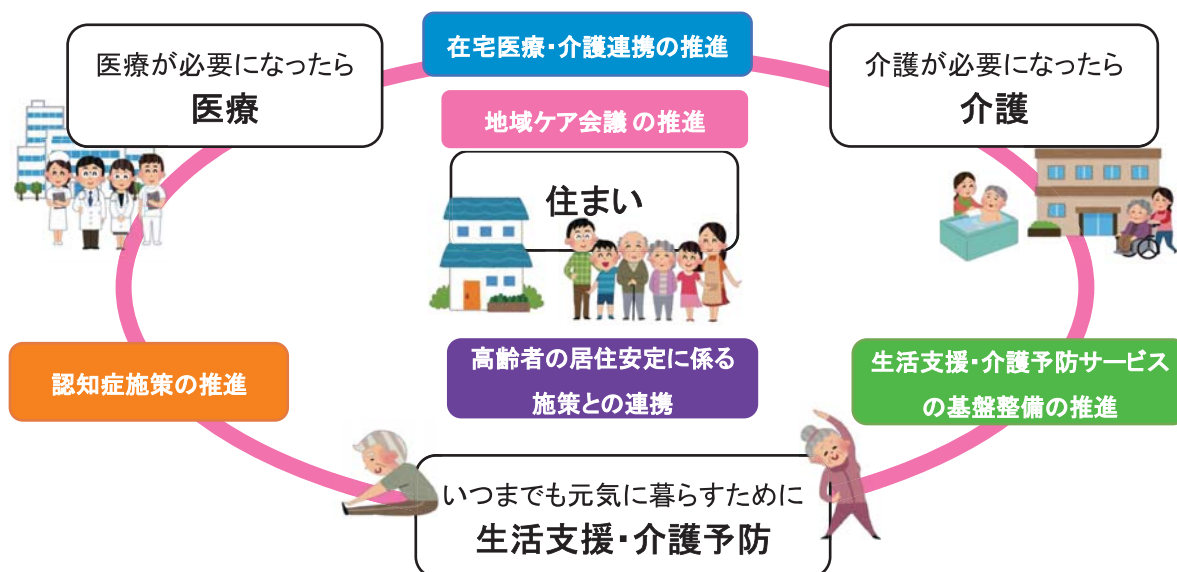 在宅医療・介護連携の推進
医療が必要になったら
医療
介護が必要になったら
介護
地域ケア会議の推進
住まい
認知症施策の推進
高齢者の居住安定に係る
施策との連携
生活支援・介護予防サービス
の基盤整備の推進
いつまでも元気に暮らすために
生活支援・介護予防